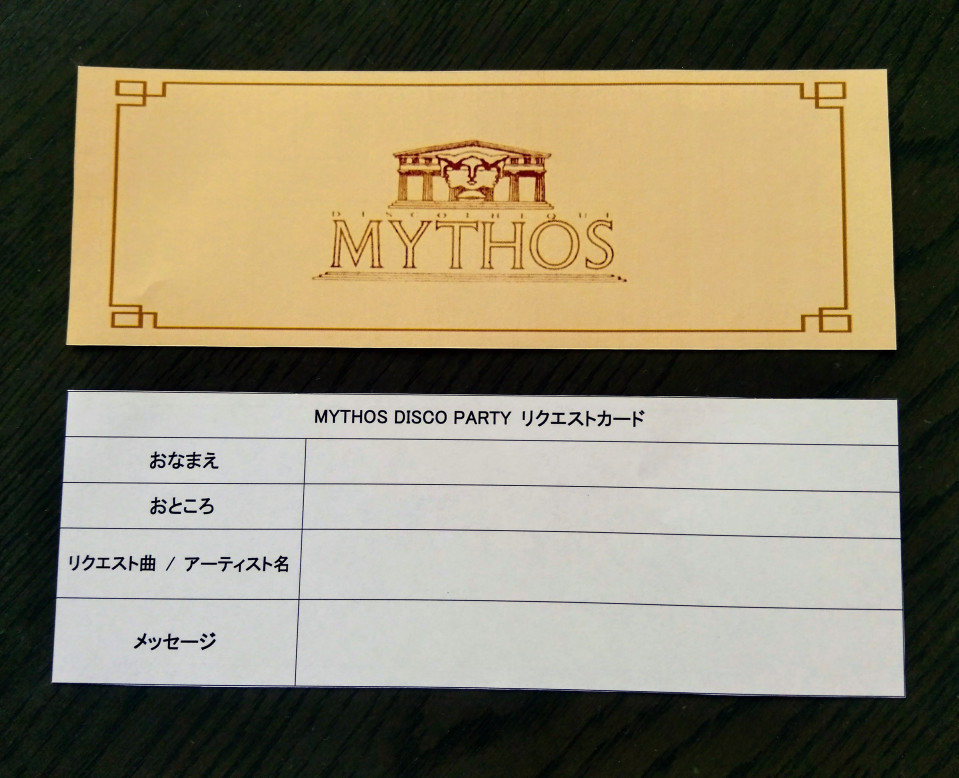 DISCOTHEQUE
MYTHOS
MYTHOS DISCO PARTY リクエストカード
おなまえ
おところ
リクエスト曲 / アーティスト名
メッセージ